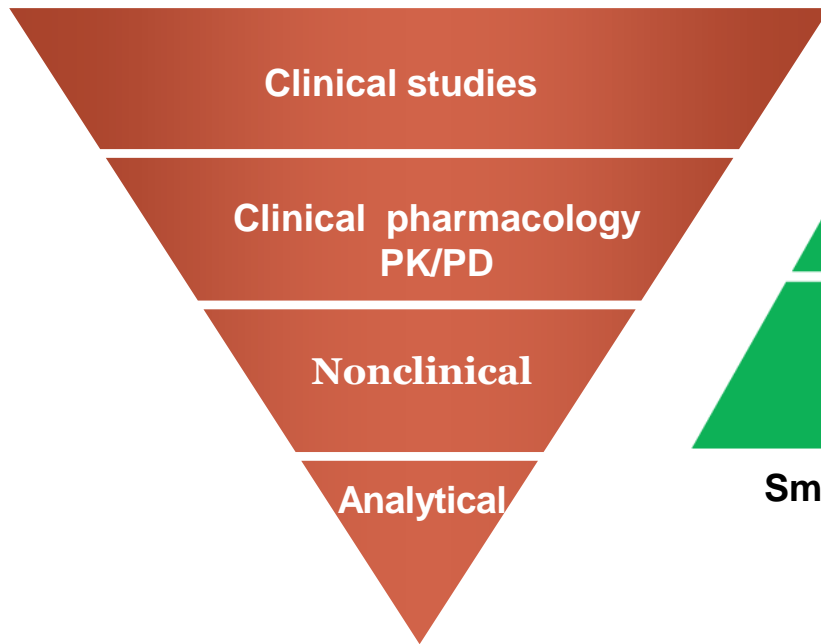 Clinical studies
Clinical pharmacology
PK/PD
Nonclinical
Analytical
Sm